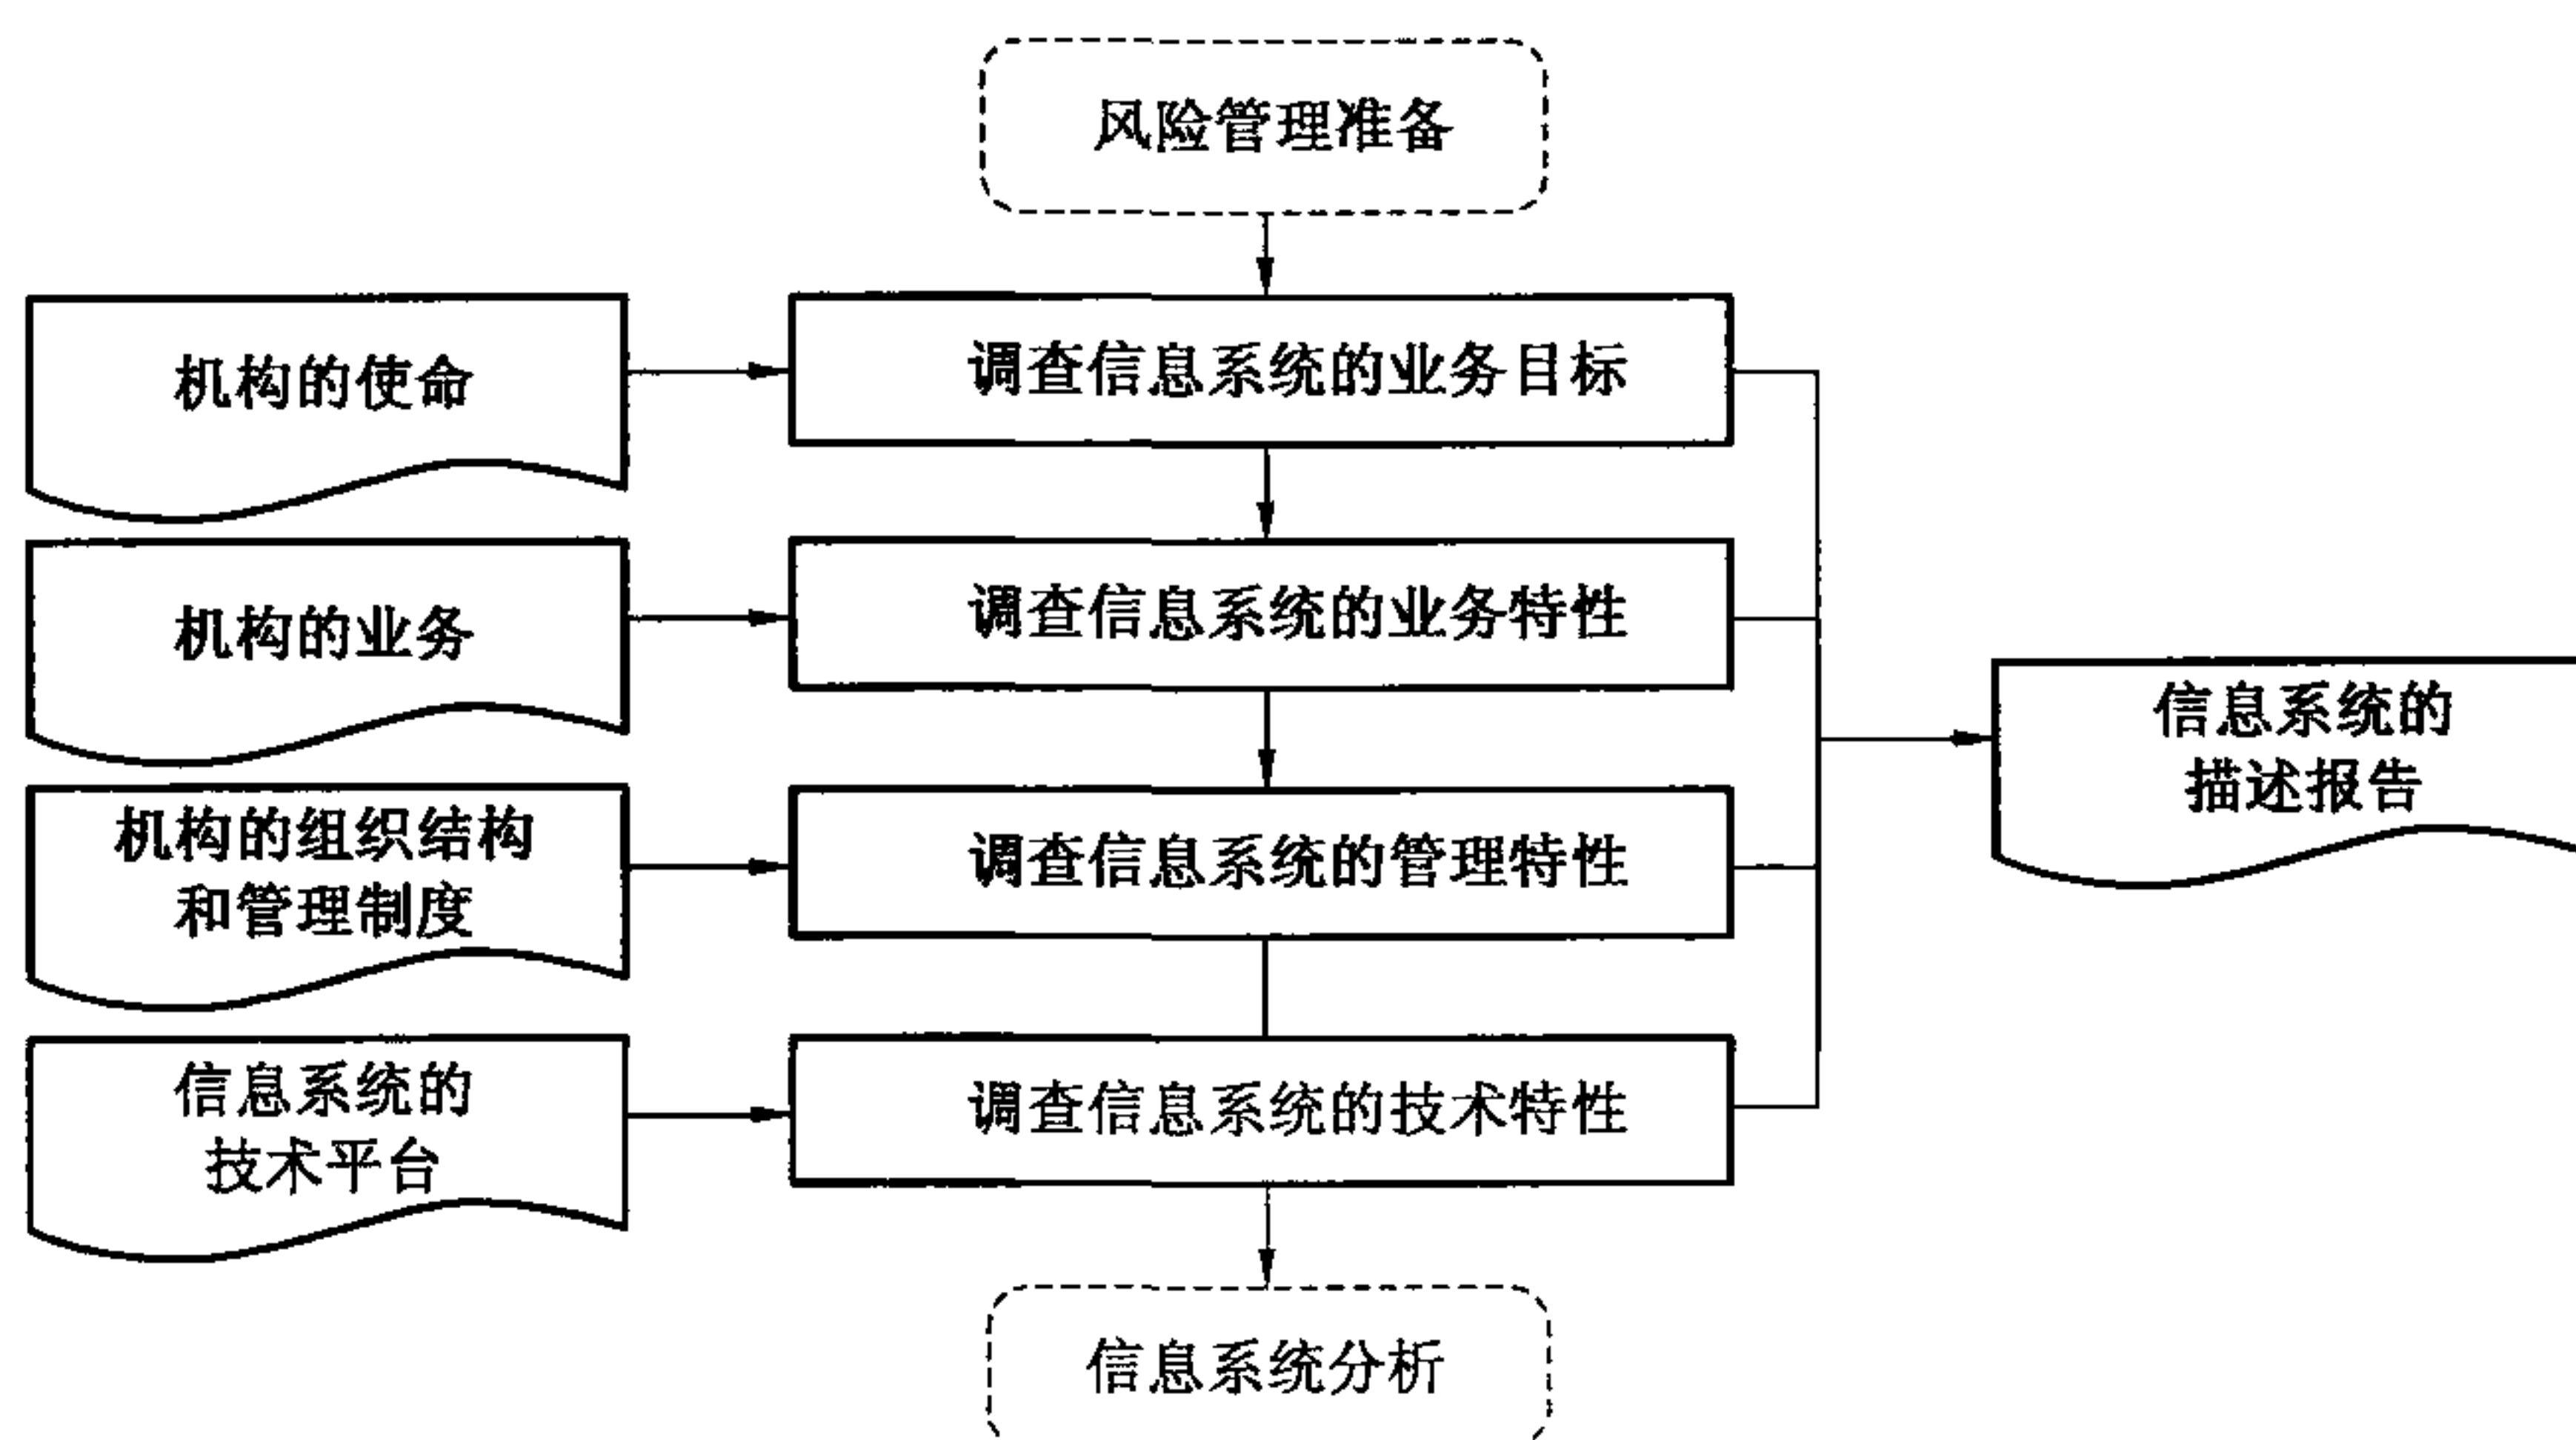 风险管理准备
机构的使命
调查信息系统的业务目标
机构的业务
调查信息系统的业务特性
信息系统的
描述报告
机构的组织结构
和管理制度
调查信息系统的管理特性
信息系统的
技术平台
调查信息系统的技术特性
信息系统分析